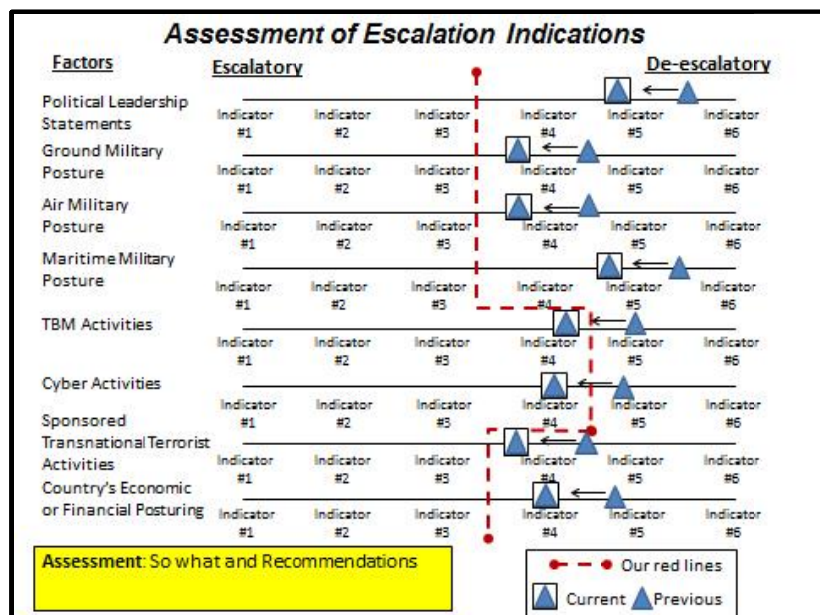 Assessment of Escalation Indications
Factors
Escalatory
De-escalatory
Political Leadership
Statements
Indicator Indicator Indicator Indicator Indicator Indicator
#1 #2 #3 #4 #5 #6
Ground Military
Posture
Indicator Indicator Indicator Indicator Indicator Indicator
#1 #2 #3 #4 #5 #6
Air Military
Posture
Indicator Indicator Indicator Indicator Indicator Indicator
#1 #2 #3 #4 #5 #6
Maritime Military
Posture
Indicator Indicator Indicator Indicator Indicator Indicator
#1 #2 #3 #4 #5 #6
TBM Activities
Indicator Indicator Indicator Indicator Indicator Indicator
#1 #2 #3 #4 #5 #6
Cyber Activities
Indicator Indicator Indicator Indicator Indicator Indicator
#1 #2 #3 #4 #5 #6
Sponsored
Transnational Terrorist
Activities
Indicator Indicator Indicator Indicator Indicator Indicator
#1 #2 #3 #4 #5 #6
Country's Economic
or Financial Posturing
Indicator Indicator Indicator Indicator Indicator Indicator
#1 #2 #3 #4 #5 #6
Assessment: So what and Recommendations
Our red lines
Current Previous